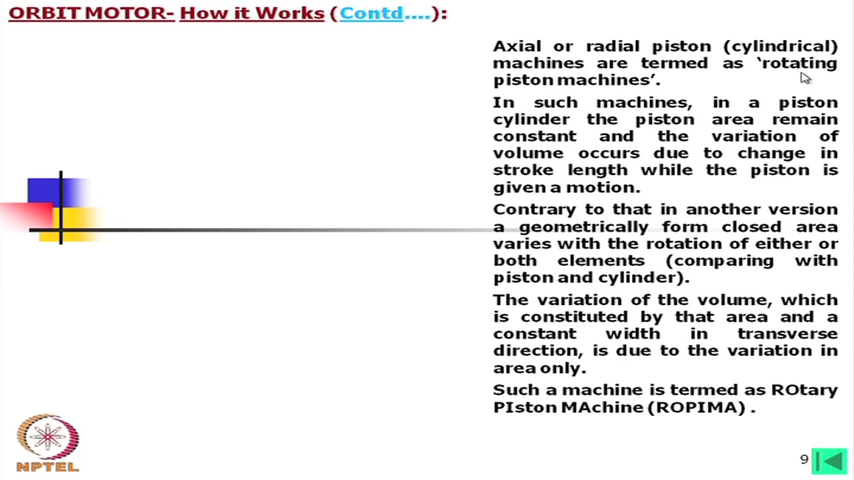 ORBIT MOTOR- How it Works (Contd....):
Axial or radial piston (cylindrical)
machines are termed as ‘rotating
piston machines’.
In such machines, in a piston
cylinder the piston area remain
constant and the variation of
volume occurs due to change in
stroke length while the piston is
given a motion.
Contrary to that in another version
a geometrically form closed area
varies with the rotation of either or
both elements (comparing with
piston and cylinder).
The variation of the volume, which
is constituted by that area and a
constant width in transverse
direction, is due to the variation in
area only.
Such a machine is termed as ROtary
PIston MAchine (ROPIMA) .
NPTEL
9